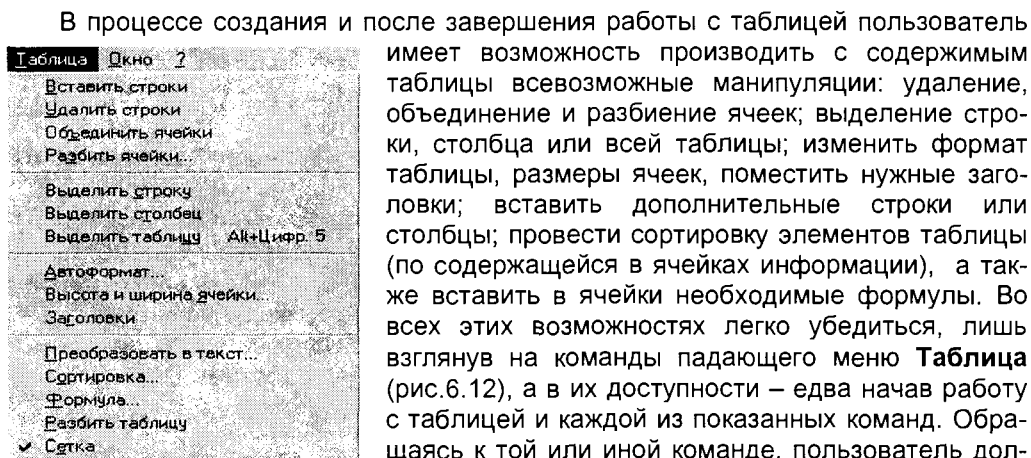 В процессе создания и после завершения работы с таблицей пользователь
Таблица Окно ?
Вставить строки
Удалить строки
Объединить ячейки
Разбить ячейки...
Выделить строку
Выделить столбец
Выделить таблицу Alt+Цифр. 5
Автоформат...
Высота и ширина ячейки...
Заголовки
Преобразовать в текст...
Сортировка...
Формула...
Разбить таблицу
✔ Сетка
имеет возможность производить с содержимым
таблицы всевозможные манипуляции: удаление,
объединение и разбиение ячеек; выделение стро-
ки, столбца или всей таблицы; изменить формат
таблицы, размеры ячеек, поместить нужные заго-
ловки; вставить дополнительные строки или
столбцы; провести сортировку элементов таблицы
(по содержащейся в ячейках информации), а так-
же вставить в ячейки необходимые формулы. Во
всех этих возможностях легко убедиться, лишь
взглянув на команды падающего меню Таблица
(рис.6.12), а в их доступности – едва начав работу
с таблицей и каждой из показанных команд. Обра-
щаясь к той или иной команде, пользователь дол-